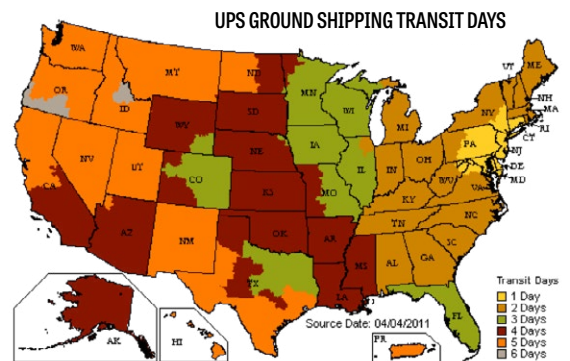 UPS GROUND SHIPPING TRANSIT DAYS
WA
MT
ND
MN
OR
ID
SD
WI
MI
UT
ME
NH
MA
RI
CT
NY
WY
NE
IA
PA
NJ
DE
MD
NV
UT
CO
IL
IN
OH
WV
VA
CA
KS
MO
KY
NC
AZ
NM
OK
AR
TN
SC
TX
LA
MS
AL
GA
FL
AK
HI
PR
Source Date: 04/04/2011
Transit Days
1 Day
2 Days
3 Days
4 Days
5 Days
6 Days